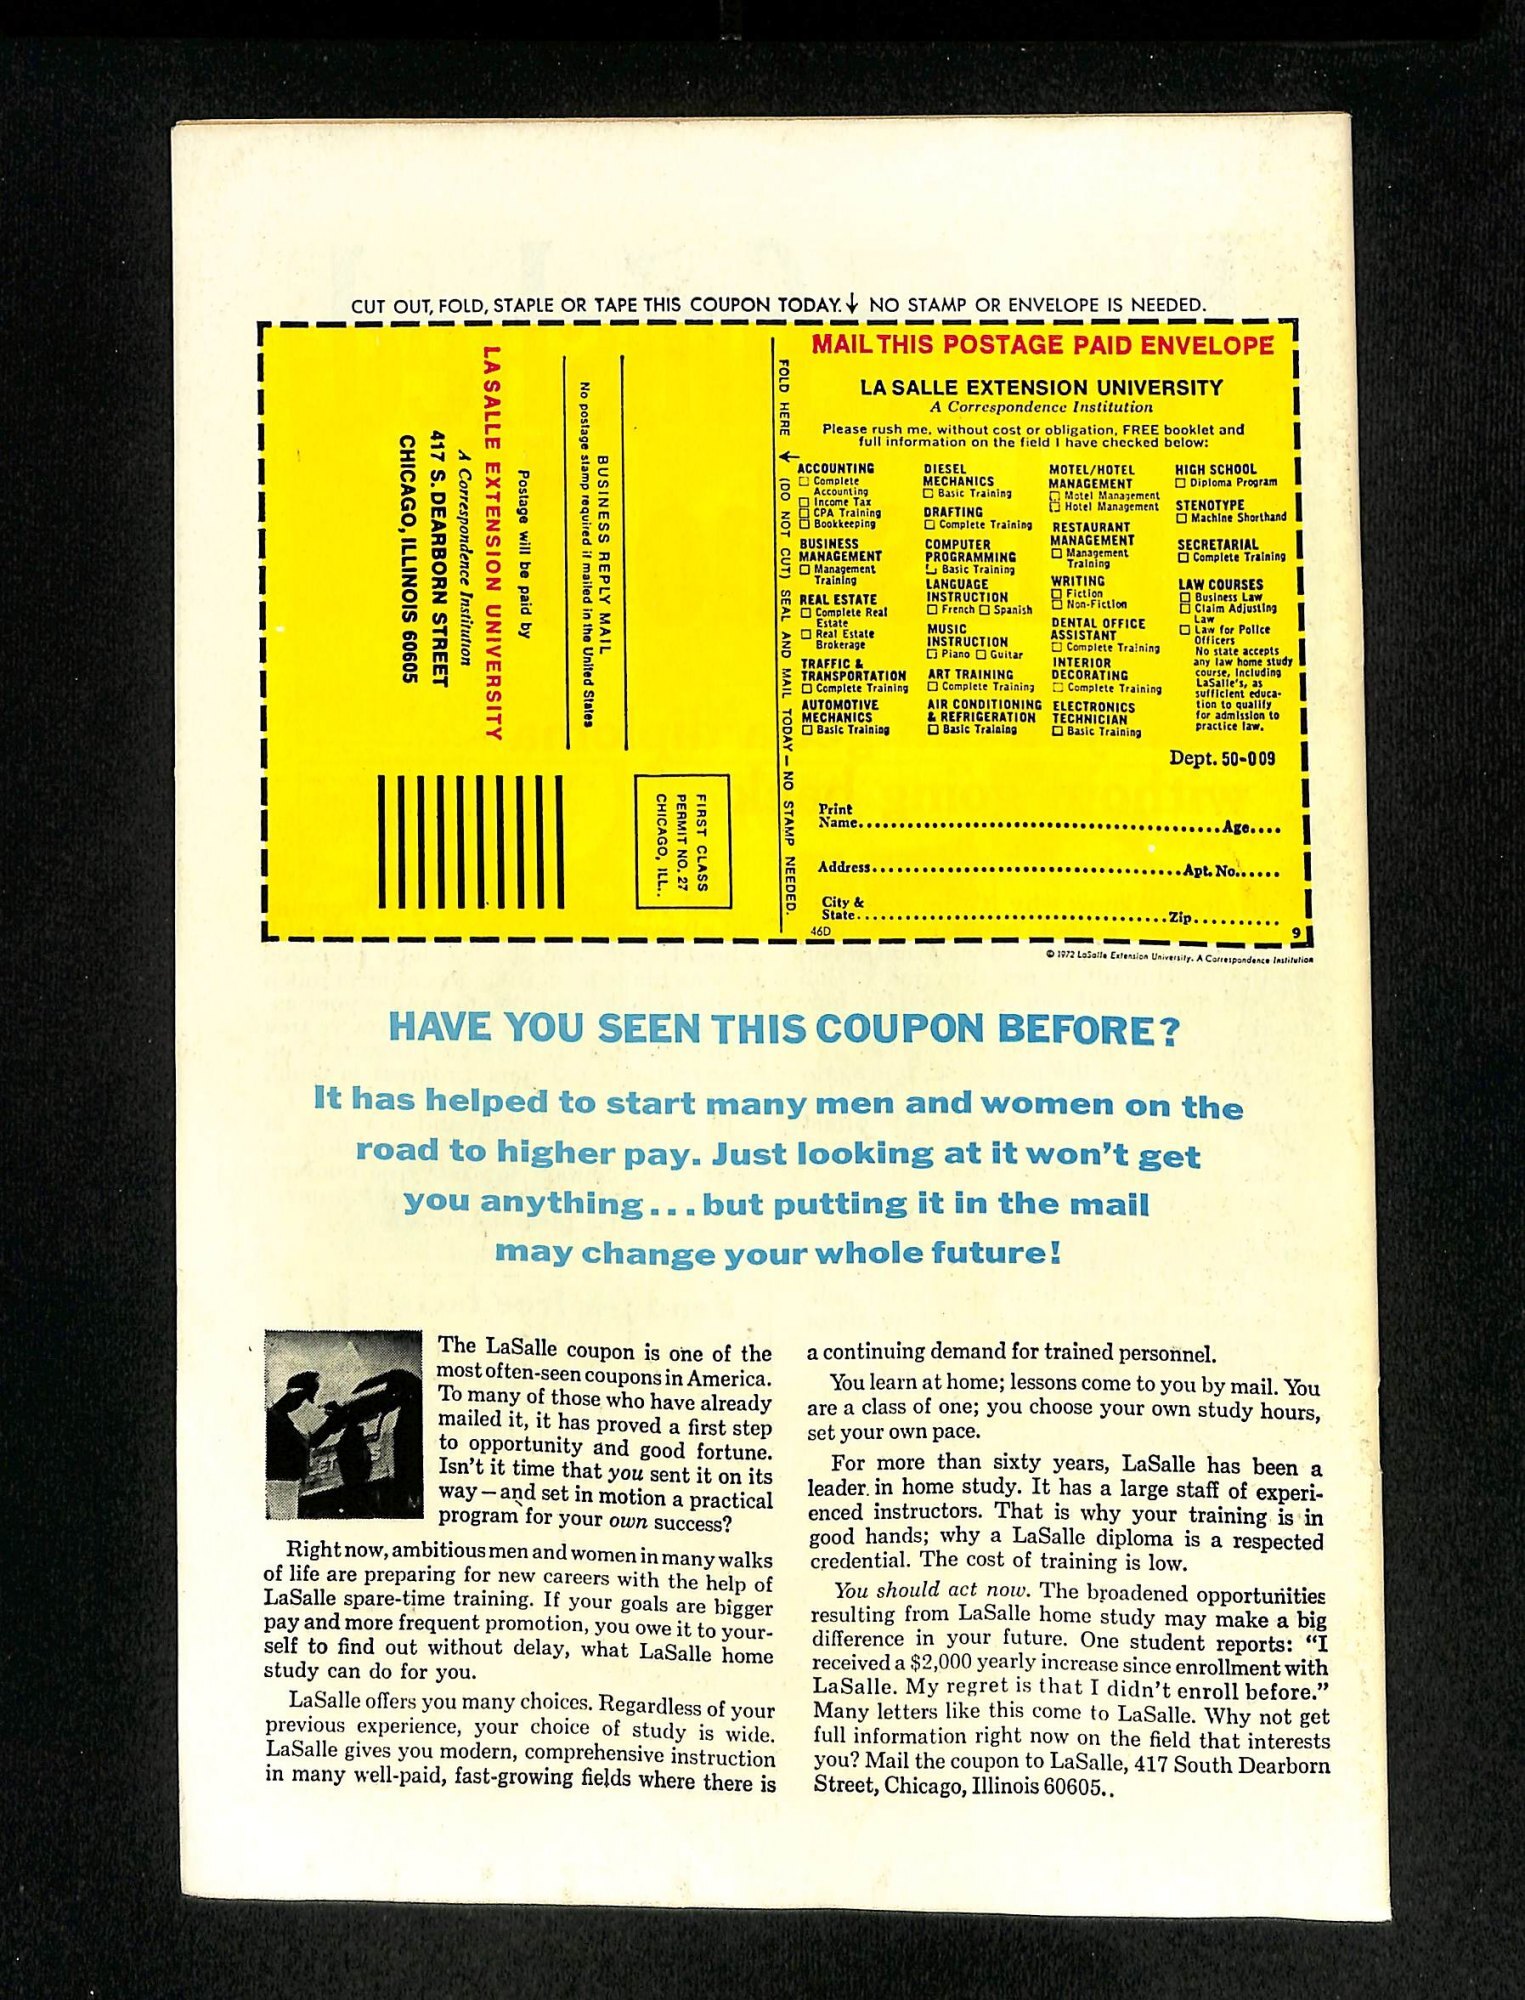 CUT OUT, FOLD, STAPLE OR TAPE THIS COUPON TODAY.↓ NO STAMP OR ENVELOPE IS NEEDED.
LA SALLE EXTENSION UNIVERSITY
A Correspondence Institution
417 S. DEARBORN STREET
CHICAGO, ILLINOIS 60605
Postage will be paid by
BUSINESS REPLY MAIL
No postage stamp required if mailed in the United States
FIRST CLASS
PERMIT NO. 27
CHICAGO, ILL..
FOLD HERE ↓ (DO NOT CUT) SEAL AND MAIL TODAY — NO STAMP NEEDED.
MAIL THIS POSTAGE PAID ENVELOPE
LA SALLE EXTENSION UNIVERSITY
A Correspondence Institution
Please rush me, without cost or obligation, FREE booklet and
full information on the field I have checked below:
ACCOUNTING
☐ Complete
Accounting
☐ Income Tax
☐ CPA Training
☐ Bookkeeping
BUSINESS
MANAGEMENT
☐ Management
Training
REAL ESTATE
☐ Complete Real
Estate
☐ Real Estate
Brokerage
TRAFFIC &
TRANSPORTATION
☐ Complete Training
AUTOMOTIVE
MECHANICS
☐ Basic Training
DIESEL
MECHANICS
☐ Basic Training
DRAFTING
☐ Complete Training
COMPUTER
PROGRAMMING
☐ Basic Training
LANGUAGE
INSTRUCTION
☐ French ☐ Spanish
MUSIC
INSTRUCTION
☐ Piano ☐ Guitar
ART TRAINING
☐ Complete Training
AIR CONDITIONING
& REFRIGERATION
☐ Basic Training
MOTEL/HOTEL
MANAGEMENT
☐ Motel Management
☐ Hotel Management
RESTAURANT
MANAGEMENT
☐ Management
Training
WRITING
☐ Fiction
☐ Non-Fiction
DENTAL OFFICE
ASSISTANT
☐ Complete Training
INTERIOR
DECORATING
☐ Complete Training
ELECTRONICS
TECHNICIAN
☐ Basic Training
HIGH SCHOOL
☐ Diploma Program
STENOTYPE
☐ Machine Shorthand
SECRETARIAL
☐ Complete Training
LAW COURSES
☐ Business Law
☐ Claim Adjusting
Law
☐ Law for Police
Officers
No state accepts
any law home study
course, including
LaSalle's, as
sufficient educa-
tion to qualify
for admission to
practice law.
Dept. 50-009
Print
Name.............................................Age....
Address......................................Apt. No......
City &
State......................................Zip..........
46D 9
© 1972 LaSalle Extension University. A Correspondence Institution
HAVE YOU SEEN THIS COUPON BEFORE?
It has helped to start many men and women on the
road to higher pay. Just looking at it won't get
you anything...but putting it in the mail
may change your whole future!
The LaSalle coupon is one of the
most often-seen coupons in America.
To many of those who have already
mailed it, it has proved a first step
to opportunity and good fortune.
Isn't it time that you sent it on its
way—and set in motion a practical
program for your own success?
Right now, ambitious men and women in many walks
of life are preparing for new careers with the help of
LaSalle spare-time training. If your goals are bigger
pay and more frequent promotion, you owe it to your-
self to find out without delay, what LaSalle home
study can do for you.
LaSalle offers you many choices. Regardless of your
previous experience, your choice of study is wide.
LaSalle gives you modern, comprehensive instruction
in many well-paid, fast-growing fields where there is
a continuing demand for trained personnel.
You learn at home; lessons come to you by mail. You
are a class of one; you choose your own study hours,
set your own pace.
For more than sixty years, LaSalle has been a
leader in home study. It has a large staff of experi-
enced instructors. That is why your training is in
good hands; why a LaSalle diploma is a respected
credential. The cost of training is low.
You should act now. The broadened opportunities
resulting from LaSalle home study may make a big
difference in your future. One student reports: "I
received a $2,000 yearly increase since enrollment with
LaSalle. My regret is that I didn't enroll before."
Many letters like this come to LaSalle. Why not get
full information right now on the field that interests
you? Mail the coupon to LaSalle, 417 South Dearborn
Street, Chicago, Illinois 60605..